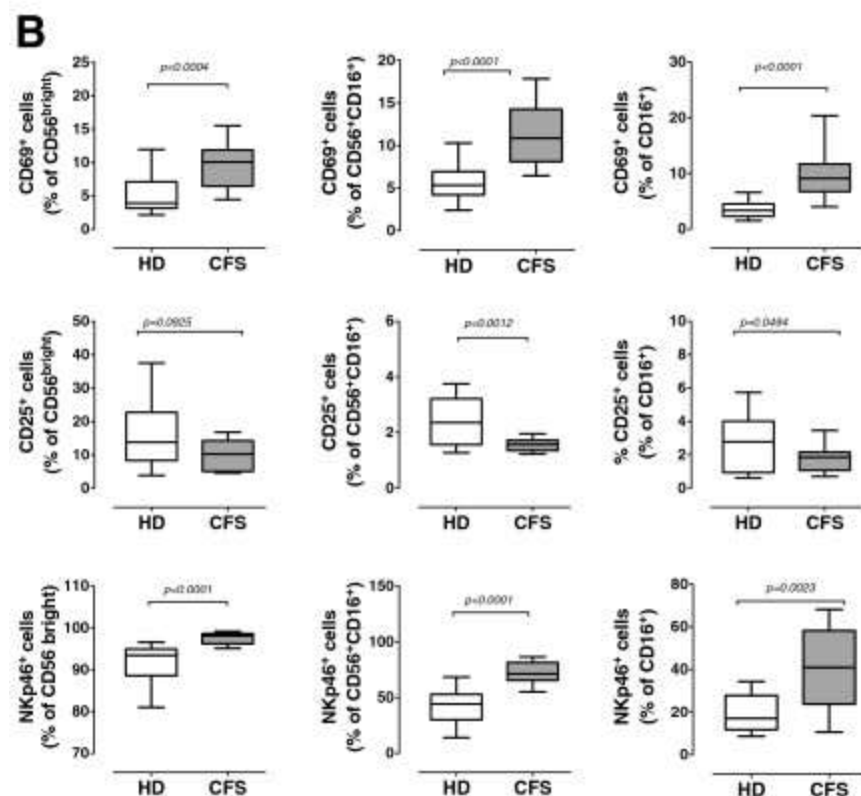 B
CD69+ cells
(% of CD56bright)
25
20
15
10
5
0
p<0.0004
HD CFS
CD69+ cells
(% of CD56+CD16+)
20
15
10
5
0
p<0.0001
HD CFS
CD69+ cells
(% of CD16+)
30
20
10
0
p<0.0001
HD CFS
CD25+ cells
(% of CD56bright)
50
40
30
20
10
0
p=0.0925
HD CFS
CD25+ cells
(% of CD56+CD16+)
6
4
2
0
p=0.0012
HD CFS
% CD25+ cells
(% of CD16+)
10
8
6
4
2
0
p=0.0494
HD CFS
NKp46+ cells
(% of CD56 bright)
110
100
90
80
70
p<0.0001
HD CFS
NKp46+ cells
(% of CD56+CD16+)
150
100
50
0
p<0.0001
HD CFS
NKp46+ cells
(% of CD16+)
80
60
40
20
0
p=0.0023
HD CFS